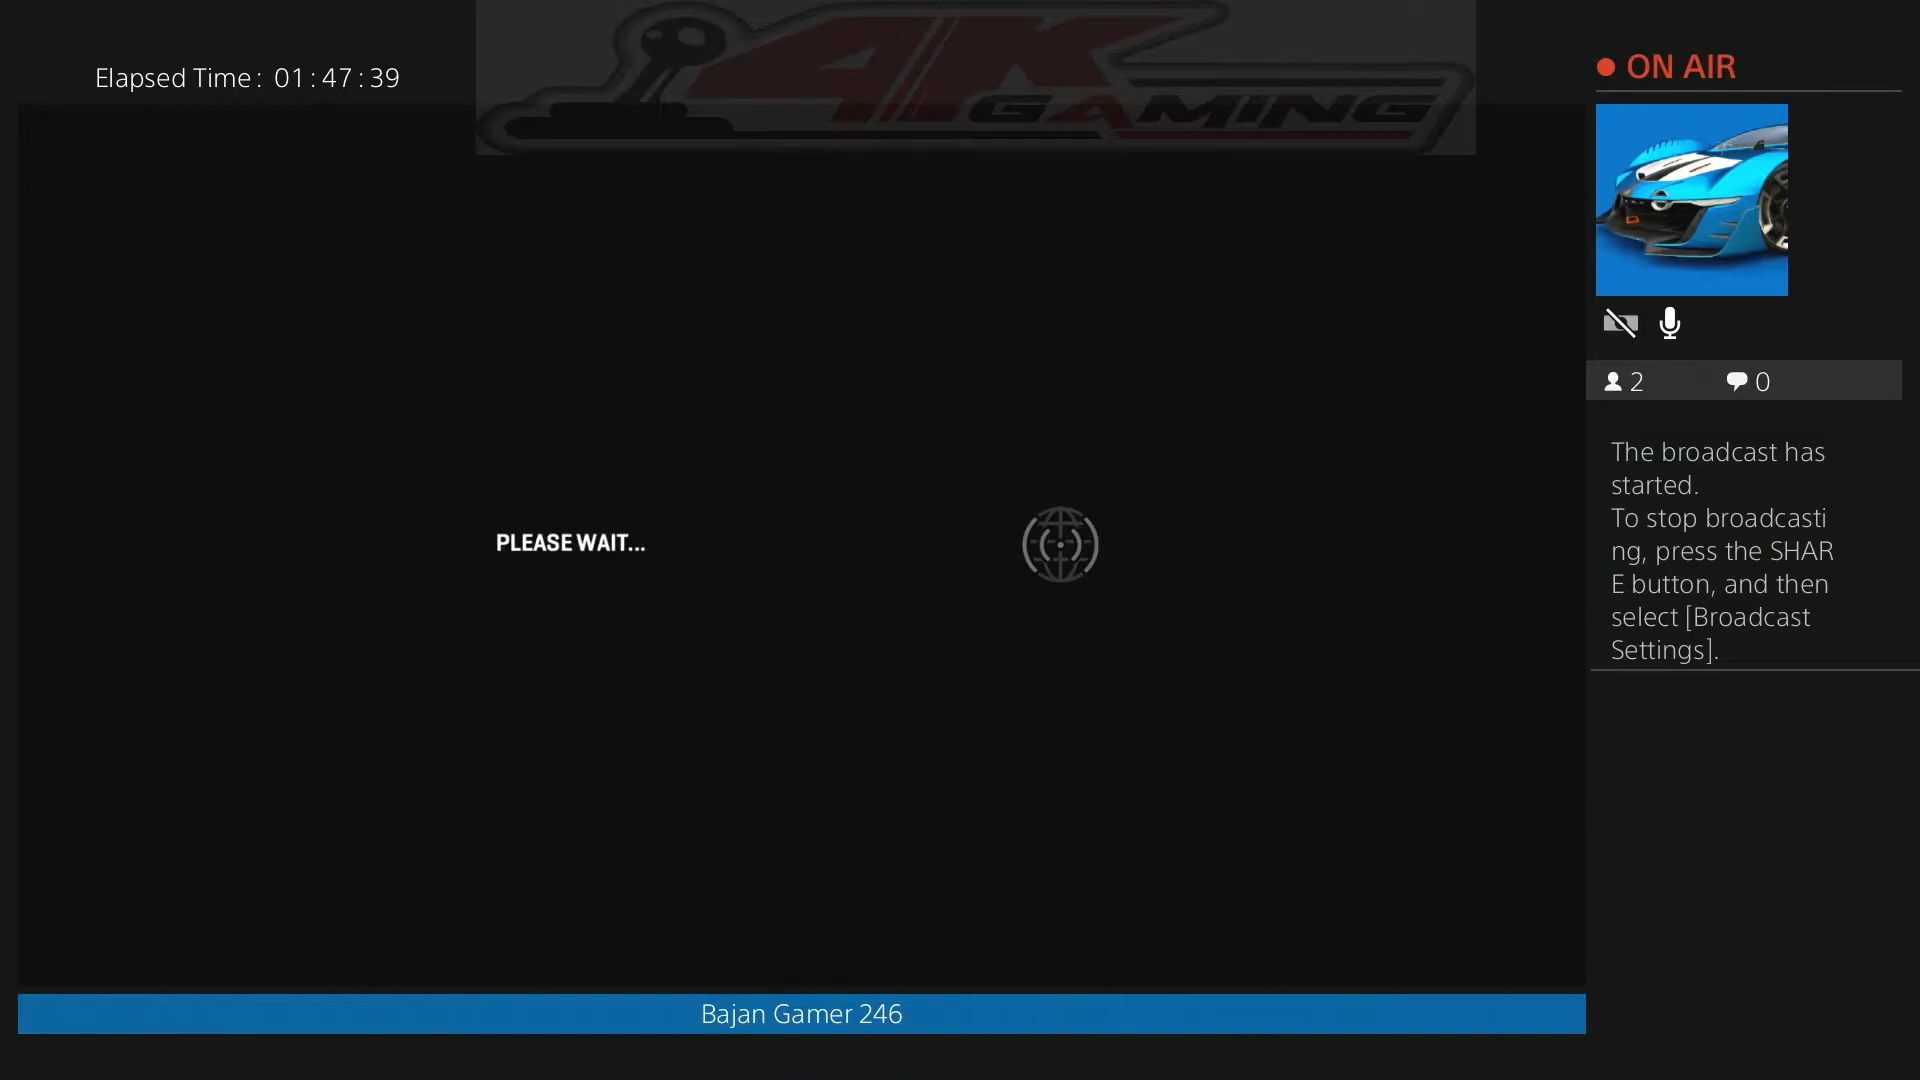 4K
GAMING
Elapsed Time: 01:47:39
ON AIR
2 0
The broadcast has
started.
To stop broadcasti
ng, press the SHAR
E button, and then
select [Broadcast
Settings].
PLEASE WAIT...
Bajan Gamer 246